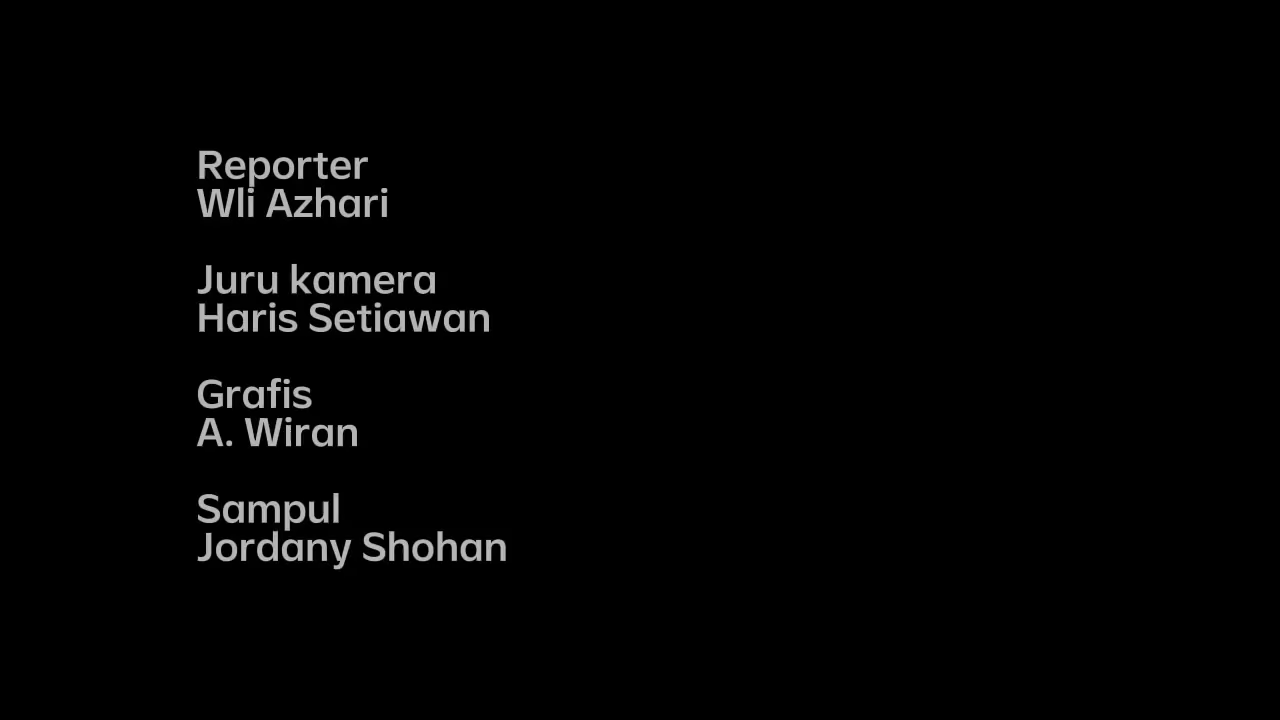 Reporter
Wli Azhari
Juru kamera
Haris Setiawan
Grafis
A. Wiran
Sampul
Jordany Shohan